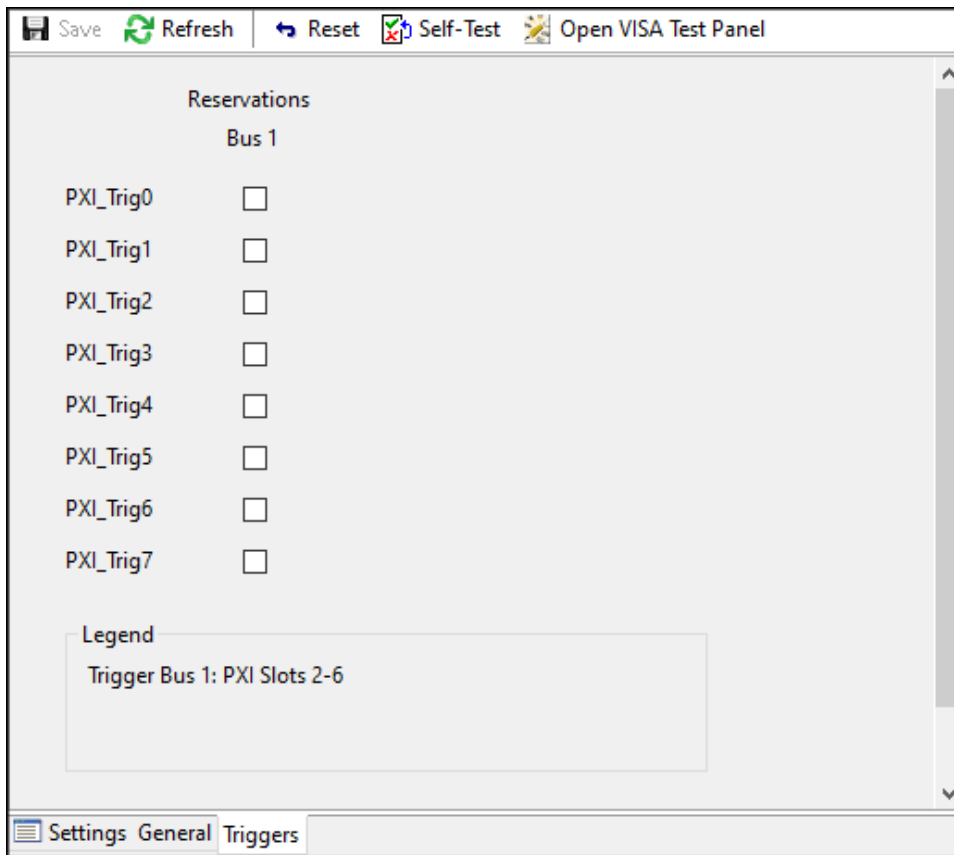 Save Refresh Reset Self-Test Open VISA Test Panel
Reservations
Bus 1
PXI_Trig0
PXI_Trig1
PXI_Trig2
PXI_Trig3
PXI_Trig4
PXI_Trig5
PXI_Trig6
PXI_Trig7
Legend
Trigger Bus 1: PXI Slots 2-6
Settings General Triggers